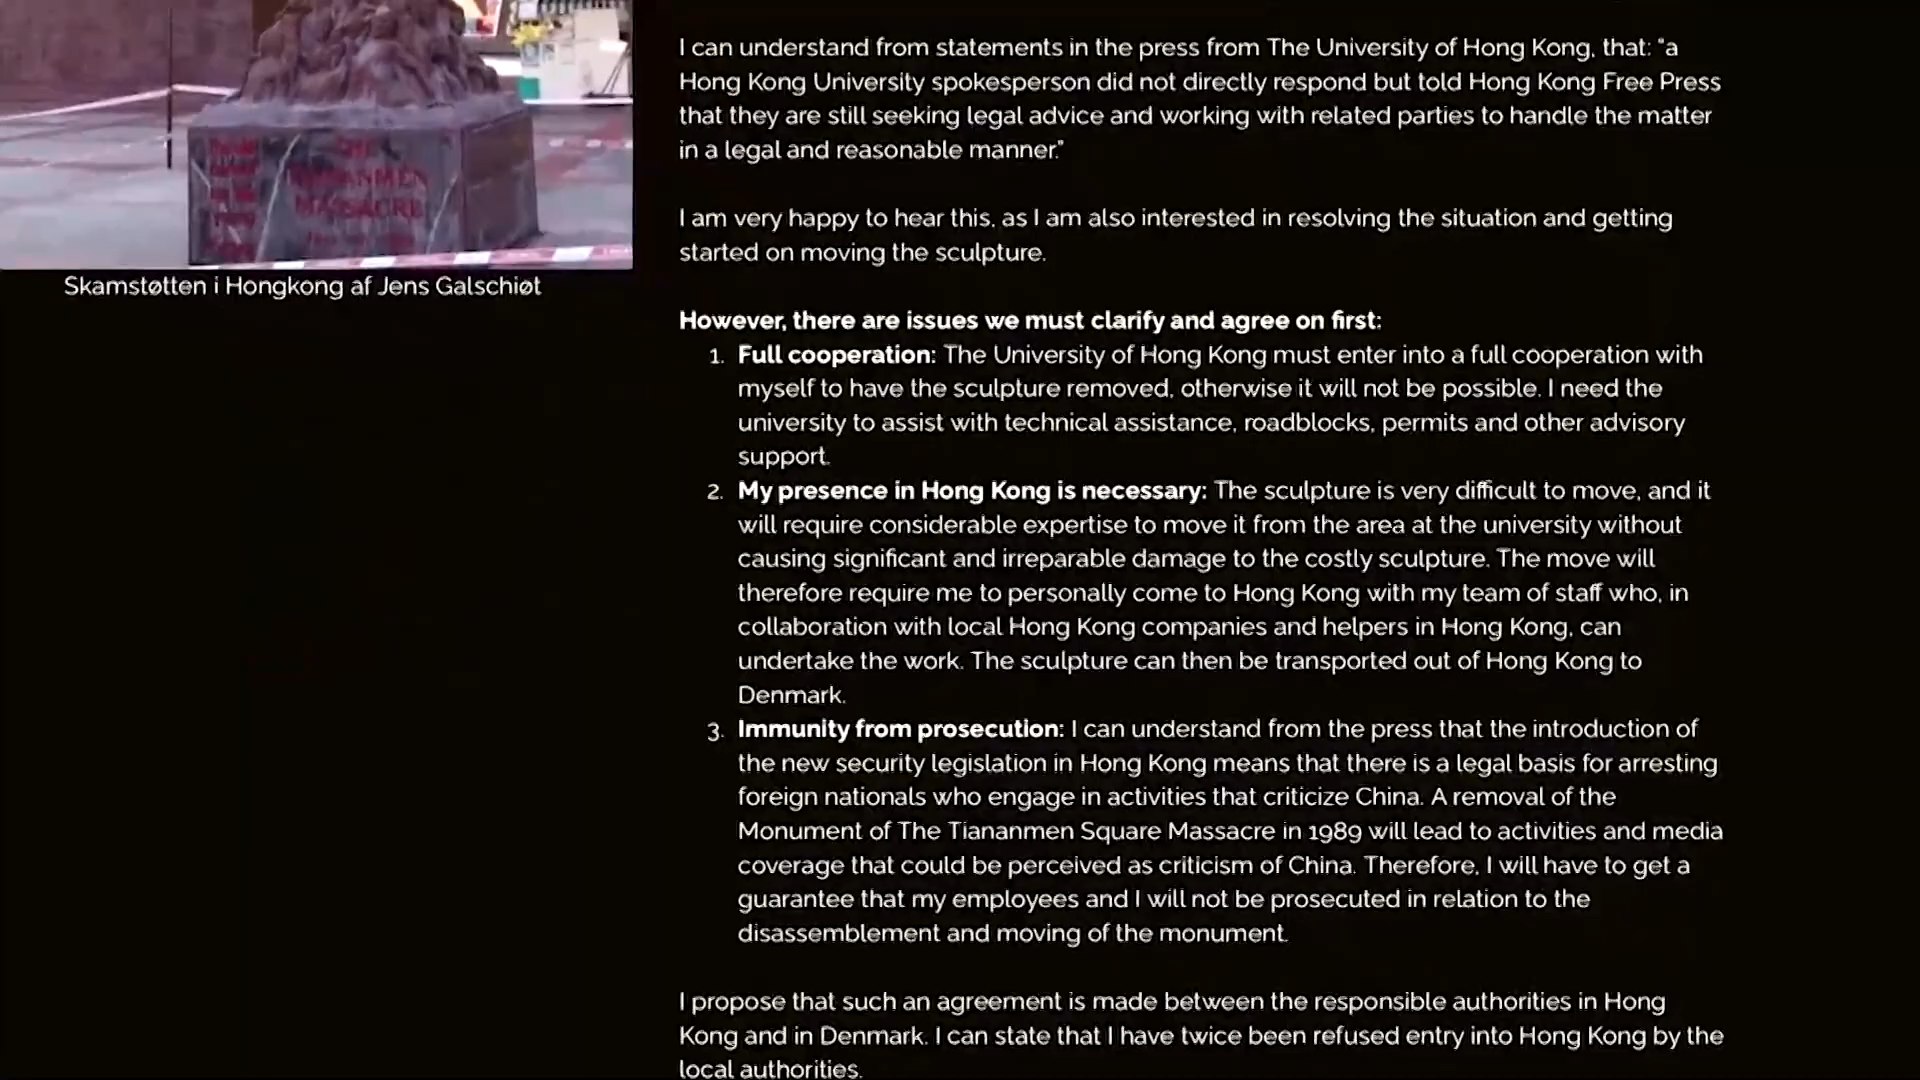 THE
TIANANMEN
MASSACRE
Skamstøtten i Hongkong af Jens Galschiøt
I can understand from statements in the press from The University of Hong Kong, that: “a
Hong Kong University spokesperson did not directly respond but told Hong Kong Free Press
that they are still seeking legal advice and working with related parties to handle the matter
in a legal and reasonable manner.”
I am very happy to hear this, as I am also interested in resolving the situation and getting
started on moving the sculpture.
However, there are issues we must clarify and agree on first:
1. Full cooperation: The University of Hong Kong must enter into a full cooperation with
myself to have the sculpture removed, otherwise it will not be possible. I need the
university to assist with technical assistance, roadblocks, permits and other advisory
support.
2. My presence in Hong Kong is necessary: The sculpture is very difficult to move, and it
will require considerable expertise to move it from the area at the university without
causing significant and irreparable damage to the costly sculpture. The move will
therefore require me to personally come to Hong Kong with my team of staff who, in
collaboration with local Hong Kong companies and helpers in Hong Kong, can
undertake the work. The sculpture can then be transported out of Hong Kong to
Denmark.
3. Immunity from prosecution: I can understand from the press that the introduction of
the new security legislation in Hong Kong means that there is a legal basis for arresting
foreign nationals who engage in activities that criticize China. A removal of the
Monument of The Tiananmen Square Massacre in 1989 will lead to activities and media
coverage that could be perceived as criticism of China. Therefore, I will have to get a
guarantee that my employees and I will not be prosecuted in relation to the
disassemblement and moving of the monument.
I propose that such an agreement is made between the responsible authorities in Hong
Kong and in Denmark. I can state that I have twice been refused entry into Hong Kong by the
local authorities.